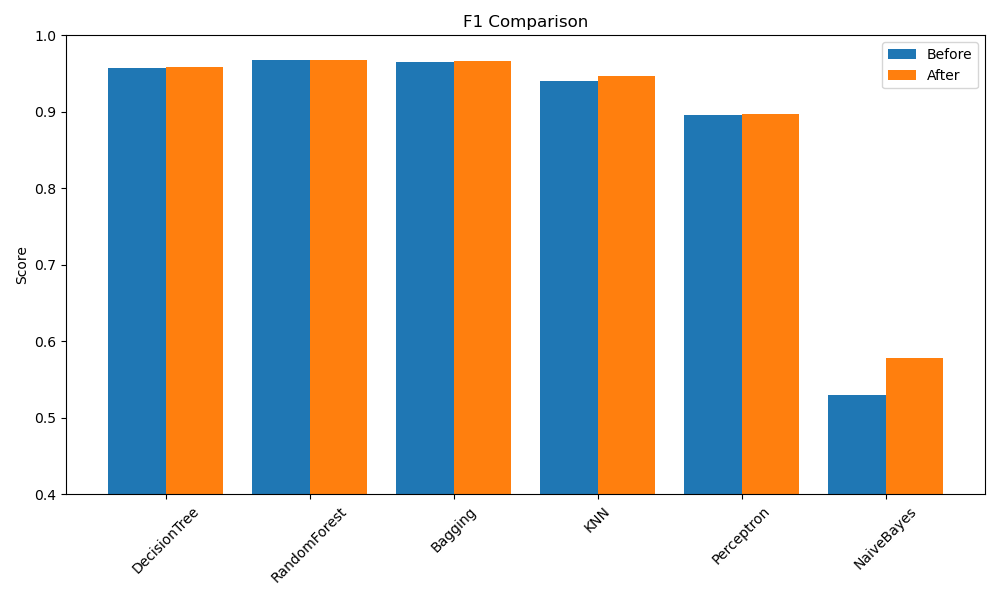 F1 Comparison
Before
After
Score
1.0
0.9
0.8
0.7
0.6
0.5
0.4
DecisionTree
RandomForest
Bagging
KNN
Perceptron
NaiveBayes